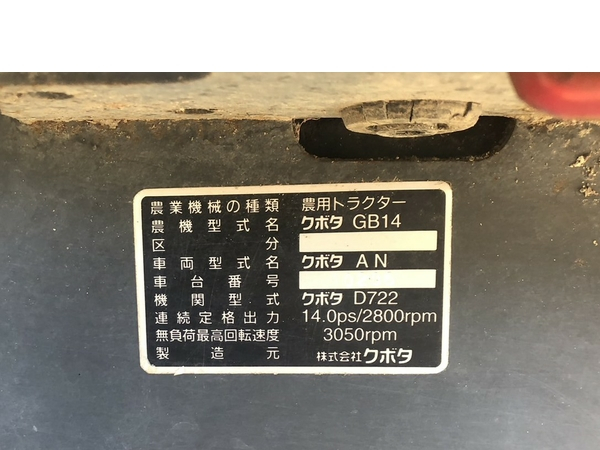 農業機械の種類 農用トラクター
農機型式名 クボタ GB14
区分
車両型式名 クボタ AN
車台番号
機関型式 クボタ D722
連続定格出力 14.0ps/2800rpm
無負荷最高回転速度 3050rpm
製造元 株式会社クボタ